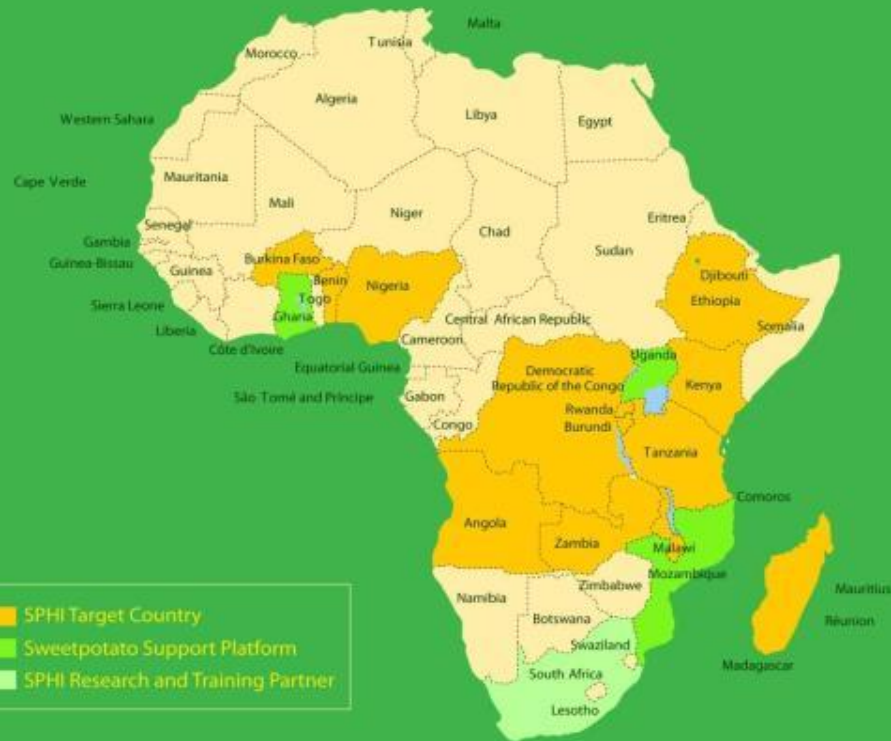 Malta
Tunisia
Morocco
Algeria
Libya
Egypt
Western Sahara
Cape Verde
Mauritania
Mali
Niger
Chad
Sudan
Eritrea
Senegal
Gambia
Guinea-Bissau
Guinea
Burkina Faso
Benin
Nigeria
Togo
Ghana
Djibouti
Ethiopia
Somalia
Sierra Leone
Liberia
Côte d'Ivoire
Central African Republic
Cameroon
Equatorial Guinea
São Tomé and Príncipe
Gabon
Congo
Democratic
Republic of the Congo
Uganda
Kenya
Rwanda
Burundi
Tanzania
Comoros
Angola
Zambia
Malawi
Mozambique
Zimbabwe
Namibia
Botswana
Swaziland
South Africa
Lesotho
Mauritius
Réunion
Madagascar
SPHI Target Country
Sweetpotato Support Platform
SPHI Research and Training Partner